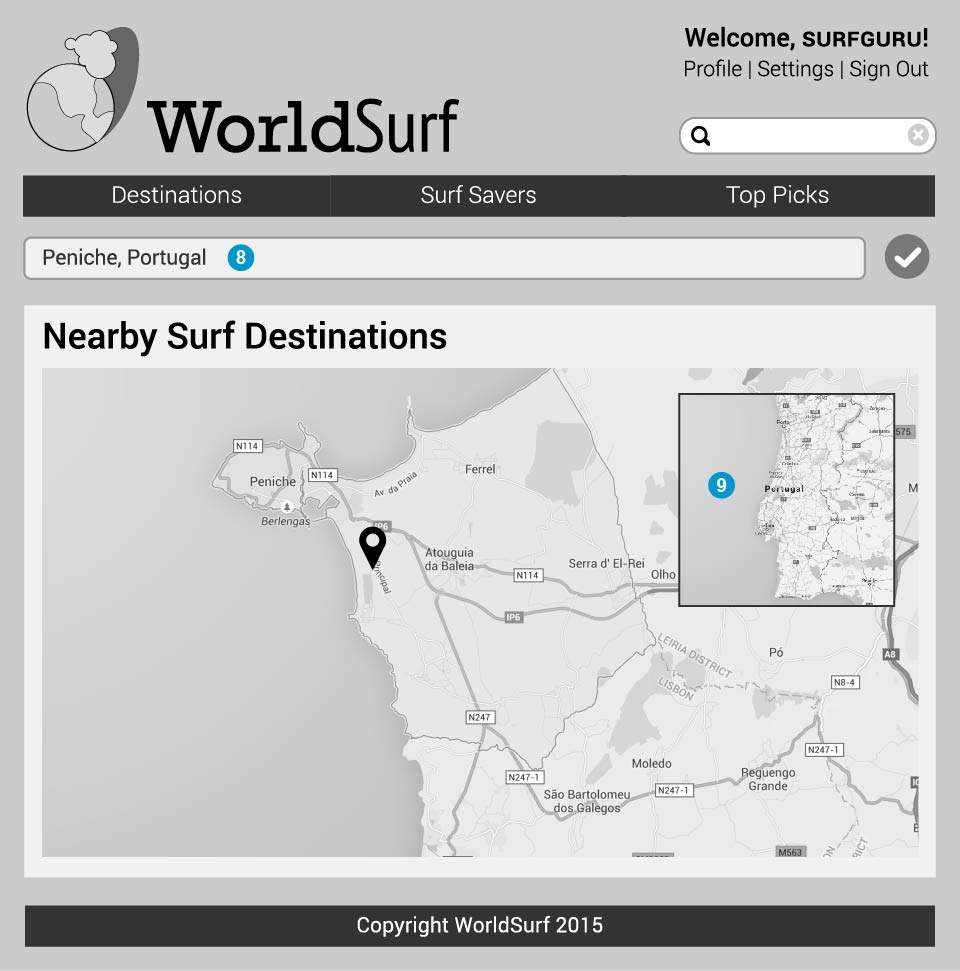 Welcome, SURFGURU!
Profile | Settings | Sign Out
WorldSurf
Destinations
Surf Savers
Top Picks
Peniche, Portugal 8
Nearby Surf Destinations
N114
Peniche
N114
Av. da Praia
Ferrel
Berlengas
IP6
Principal
Atouguia
da Baleia
N114
Serra d' El-Rei
Olho
IP6
9
Portugal
575
M
LEIRIA DISTRICT
LISBON
Pó
A8
N8-4
N247
N247-1
N247-1
Moledo
Reguengo
Grande
N247-1
São Bartolomeu
dos Galegos
M563
Copyright WorldSurf 2015